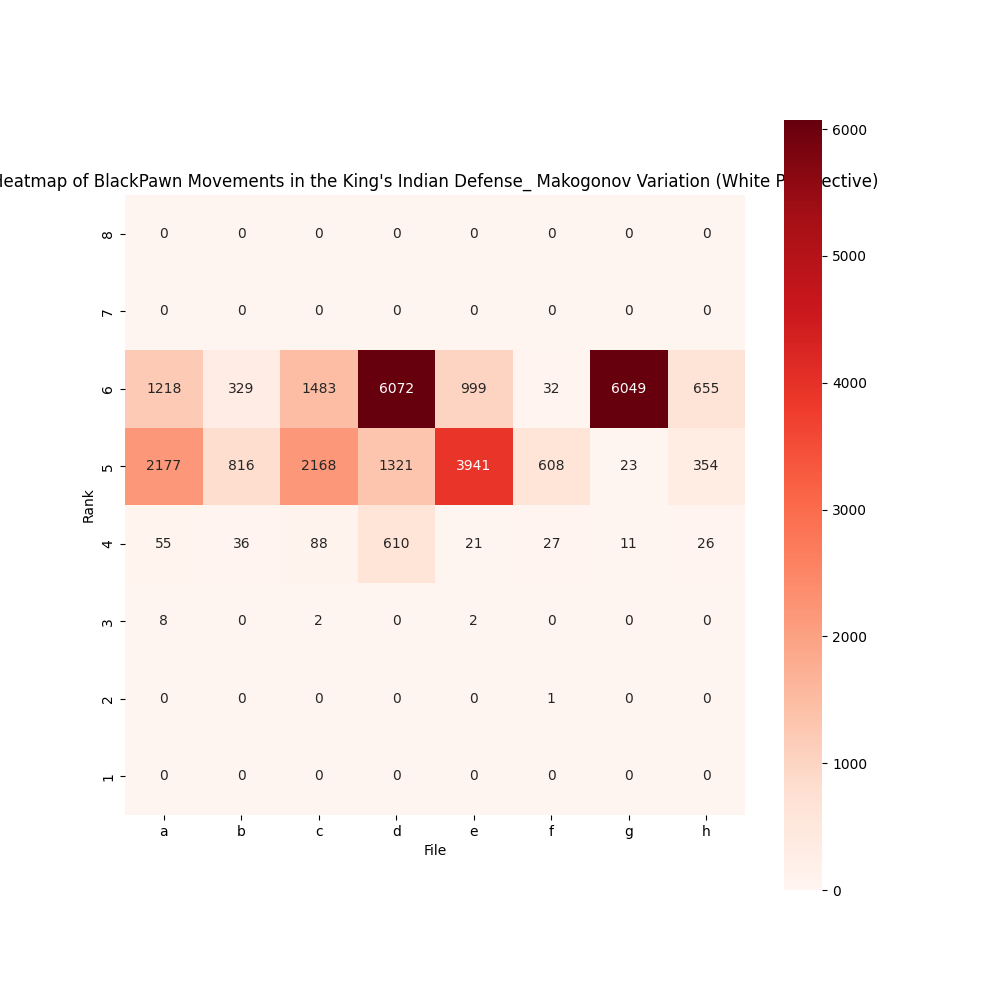 Heatmap of BlackPawn Movements in the King's Indian Defense_ Makogonov Variation (White P ective)
8 0 0 0 0 0 0 0 0
7 0 0 0 0 0 0 0 0
6 1218 329 1483 6072 999 32 6049 655
5 2177 816 2168 1321 3941 608 23 354
4 55 36 88 610 21 27 11 26
3 8 0 2 0 2 0 0 0
2 0 0 0 0 0 1 0 0
1 0 0 0 0 0 0 0 0
a b c d e f g h
File
Rank
6000
5000
4000
3000
2000
1000
0